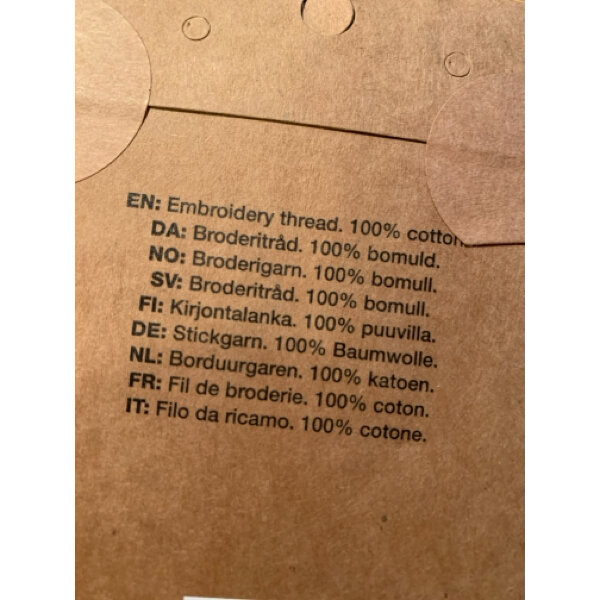 EN: Embroidery thread. 100% cotton
DA: Broderitråd. 100% bomuld.
NO: Broderigarn. 100% bomull.
SV: Broderitråd. 100% bomull.
FI: Kirjontalanka. 100% puuvilla.
DE: Stickgarn. 100% Baumwolle.
NL: Borduurgaren. 100% katoen.
FR: Fil de broderie. 100% coton.
IT: Filo da ricamo. 100% cotone.